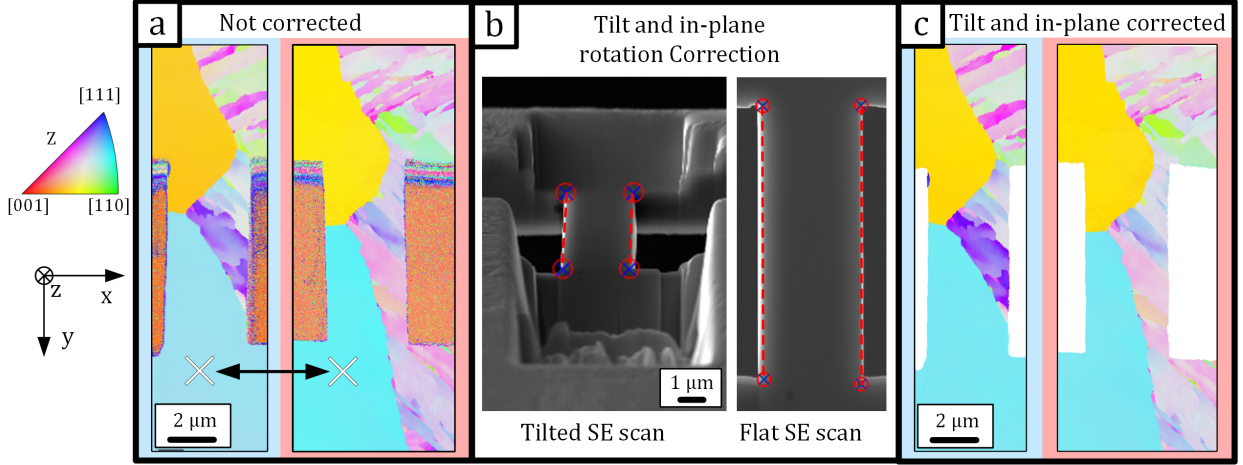 a
Not corrected
b
Tilt and in-plane
rotation Correction
c
Tilt and in-plane corrected
[111]
Z
[001]
[110]
z
x
y
2 μm
1 μm
Tilted SE scan
Flat SE scan
2 μm